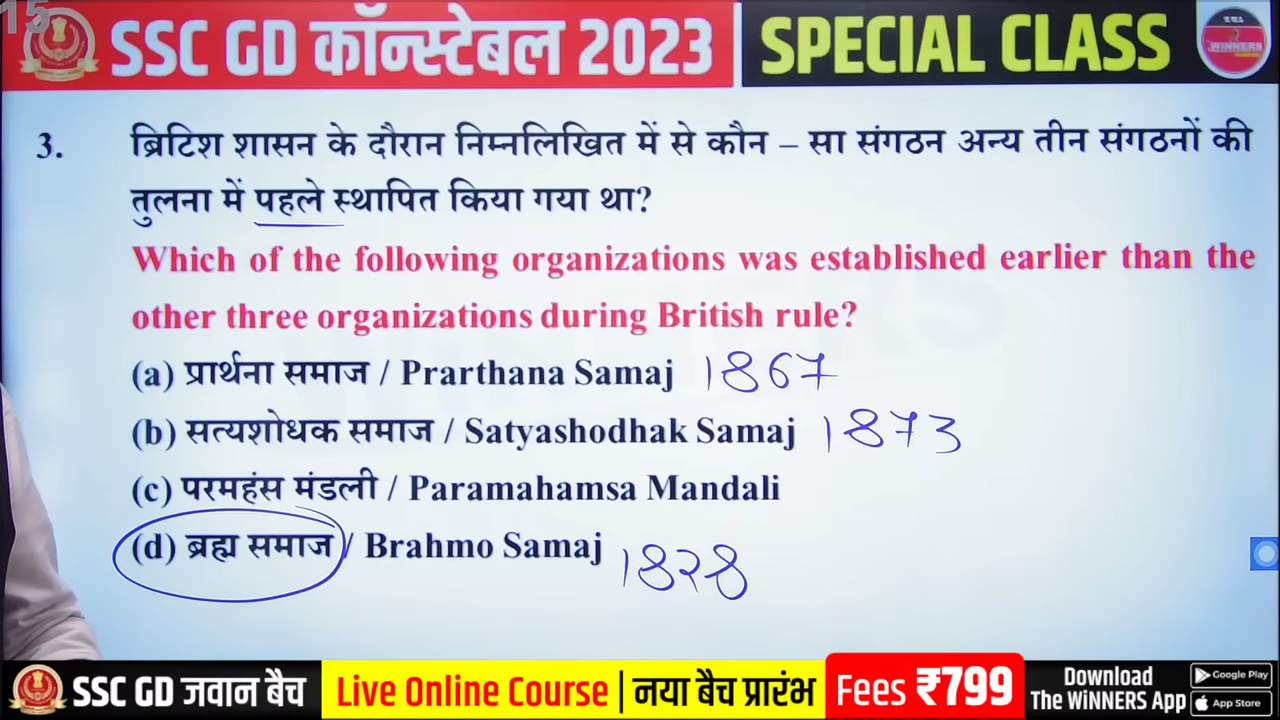 15
SSC GD कॉन्स्टेबल 2023
SPECIAL CLASS
WINNERS
3. ब्रिटिश शासन के दौरान निम्नलिखित में से कौन – सा संगठन अन्य तीन संगठनों की
तुलना में पहले स्थापित किया गया था?
Which of the following organizations was established earlier than the
other three organizations during British rule?
(a) प्रार्थना समाज / Prarthana Samaj 1867
(b) सत्यशोधक समाज / Satyashodhak Samaj 1873
(c) परमहंस मंडली / Paramahamsa Mandali
(d) ब्रह्म समाज / Brahmo Samaj 1828
SSC GD जवान बैच
Live Online Course | नया बैच प्रारंभ
Fees ₹799
Download
The WiNNERS App
Google Play
App Store